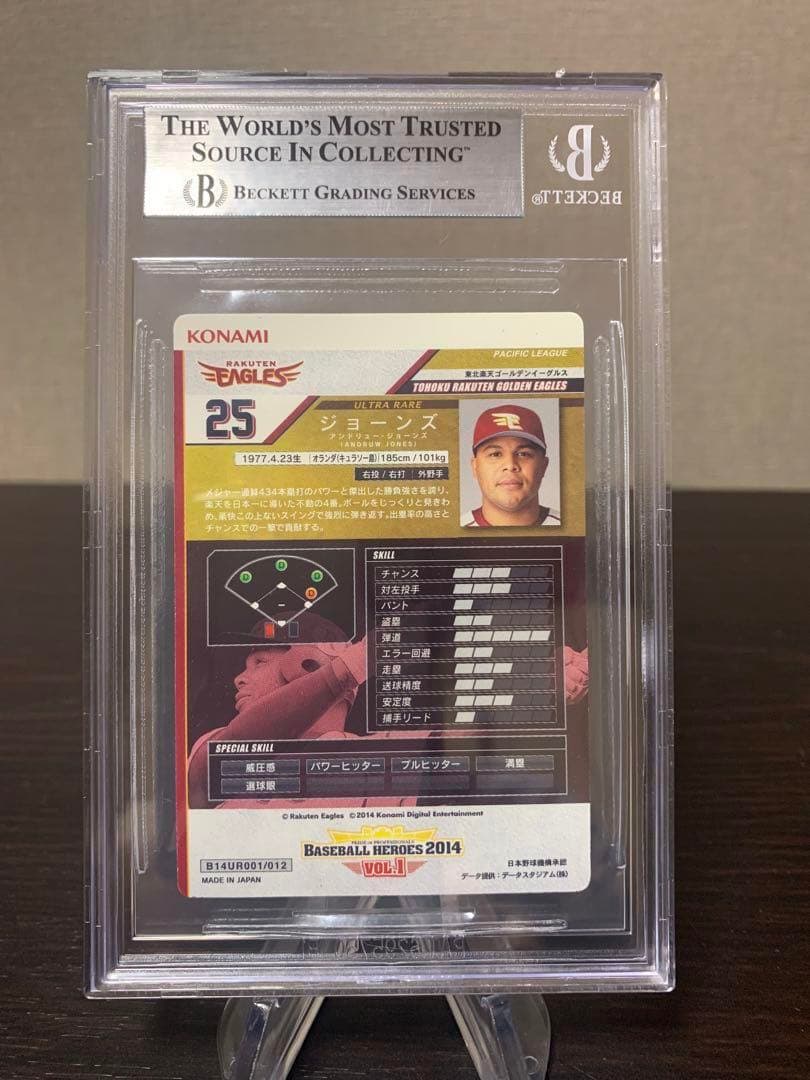 THE WORLD'S MOST TRUSTED
SOURCE IN COLLECTING™
B BECKETT GRADING SERVICES
B
BECKETT®
KONAMI
PACIFIC LEAGUE
RAKUTEN
EAGLES
東北楽天ゴールデンイーグルス
TOHOKU RAKUTEN GOLDEN EAGLES
25
ULTRA RARE
ジョーンズ
アンドリュー・ジョーンズ
(ANDRUW JONES)
1977.4.23生 オランダ(キュラソー島) 185cm / 101kg
右投 / 右打 外野手
メジャー通算434本塁打のパワーと傑出した勝負強さを誇り、
楽天を日本一に導いた不動の4番。ボールをじっくりと見きわ
め、豪快この上ないスイングで強烈に弾き返す。出塁率の高さと
チャンスでの一撃で貢献する。
D D D D
SKILL
チャンス
対左投手
バント
盗塁
弾道
エラー回避
走塁
送球精度
安定度
捕手リード
SPECIAL SKILL
威圧感 パワーヒッター プルヒッター 満塁
選球眼
© Rakuten Eagles ©2014 Konami Digital Entertainment
PRIDE OF PROFESSIONALS
BASEBALL HEROES 2014
VOL.1
B14UR001/012
MADE IN JAPAN
日本野球機構承認
データ提供：データスタジアム(株)